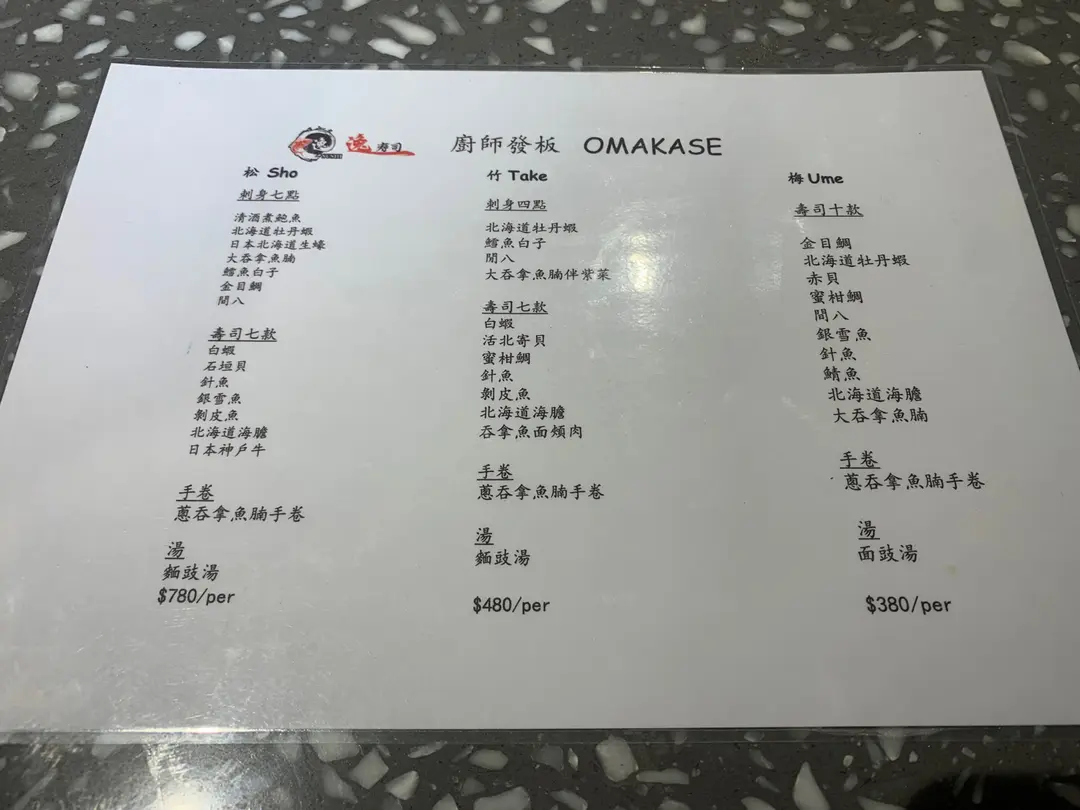 逸 寿司 廚師發板 OMAKASE
SUSHI
松 Sho
刺身七點
清酒煮鮑魚
北海道牡丹蝦
日本北海道生蠔
大吞拿魚腩
鱈魚白子
金目鯛
間八
壽司七款
白蝦
石垣貝
針魚
銀雪魚
剝皮魚
北海道海膽
日本神戶牛
手卷
蔥吞拿魚腩手卷
湯
麵豉湯
$780/per
竹 Take
刺身四點
北海道牡丹蝦
鱈魚白子
間八
大吞拿魚腩伴紫菜
壽司七款
白蝦
活北寄貝
蜜柑鯛
針魚
剝皮魚
北海道海膽
吞拿魚面頰肉
手卷
蔥吞拿魚腩手卷
湯
麵豉湯
$480/per
梅 Ume
壽司十款
金目鯛
北海道牡丹蝦
赤貝
蜜柑鯛
間八
銀雪魚
針魚
鯖魚
北海道海膽
大吞拿魚腩
手卷
蔥吞拿魚腩手卷
湯
面豉湯
$380/per